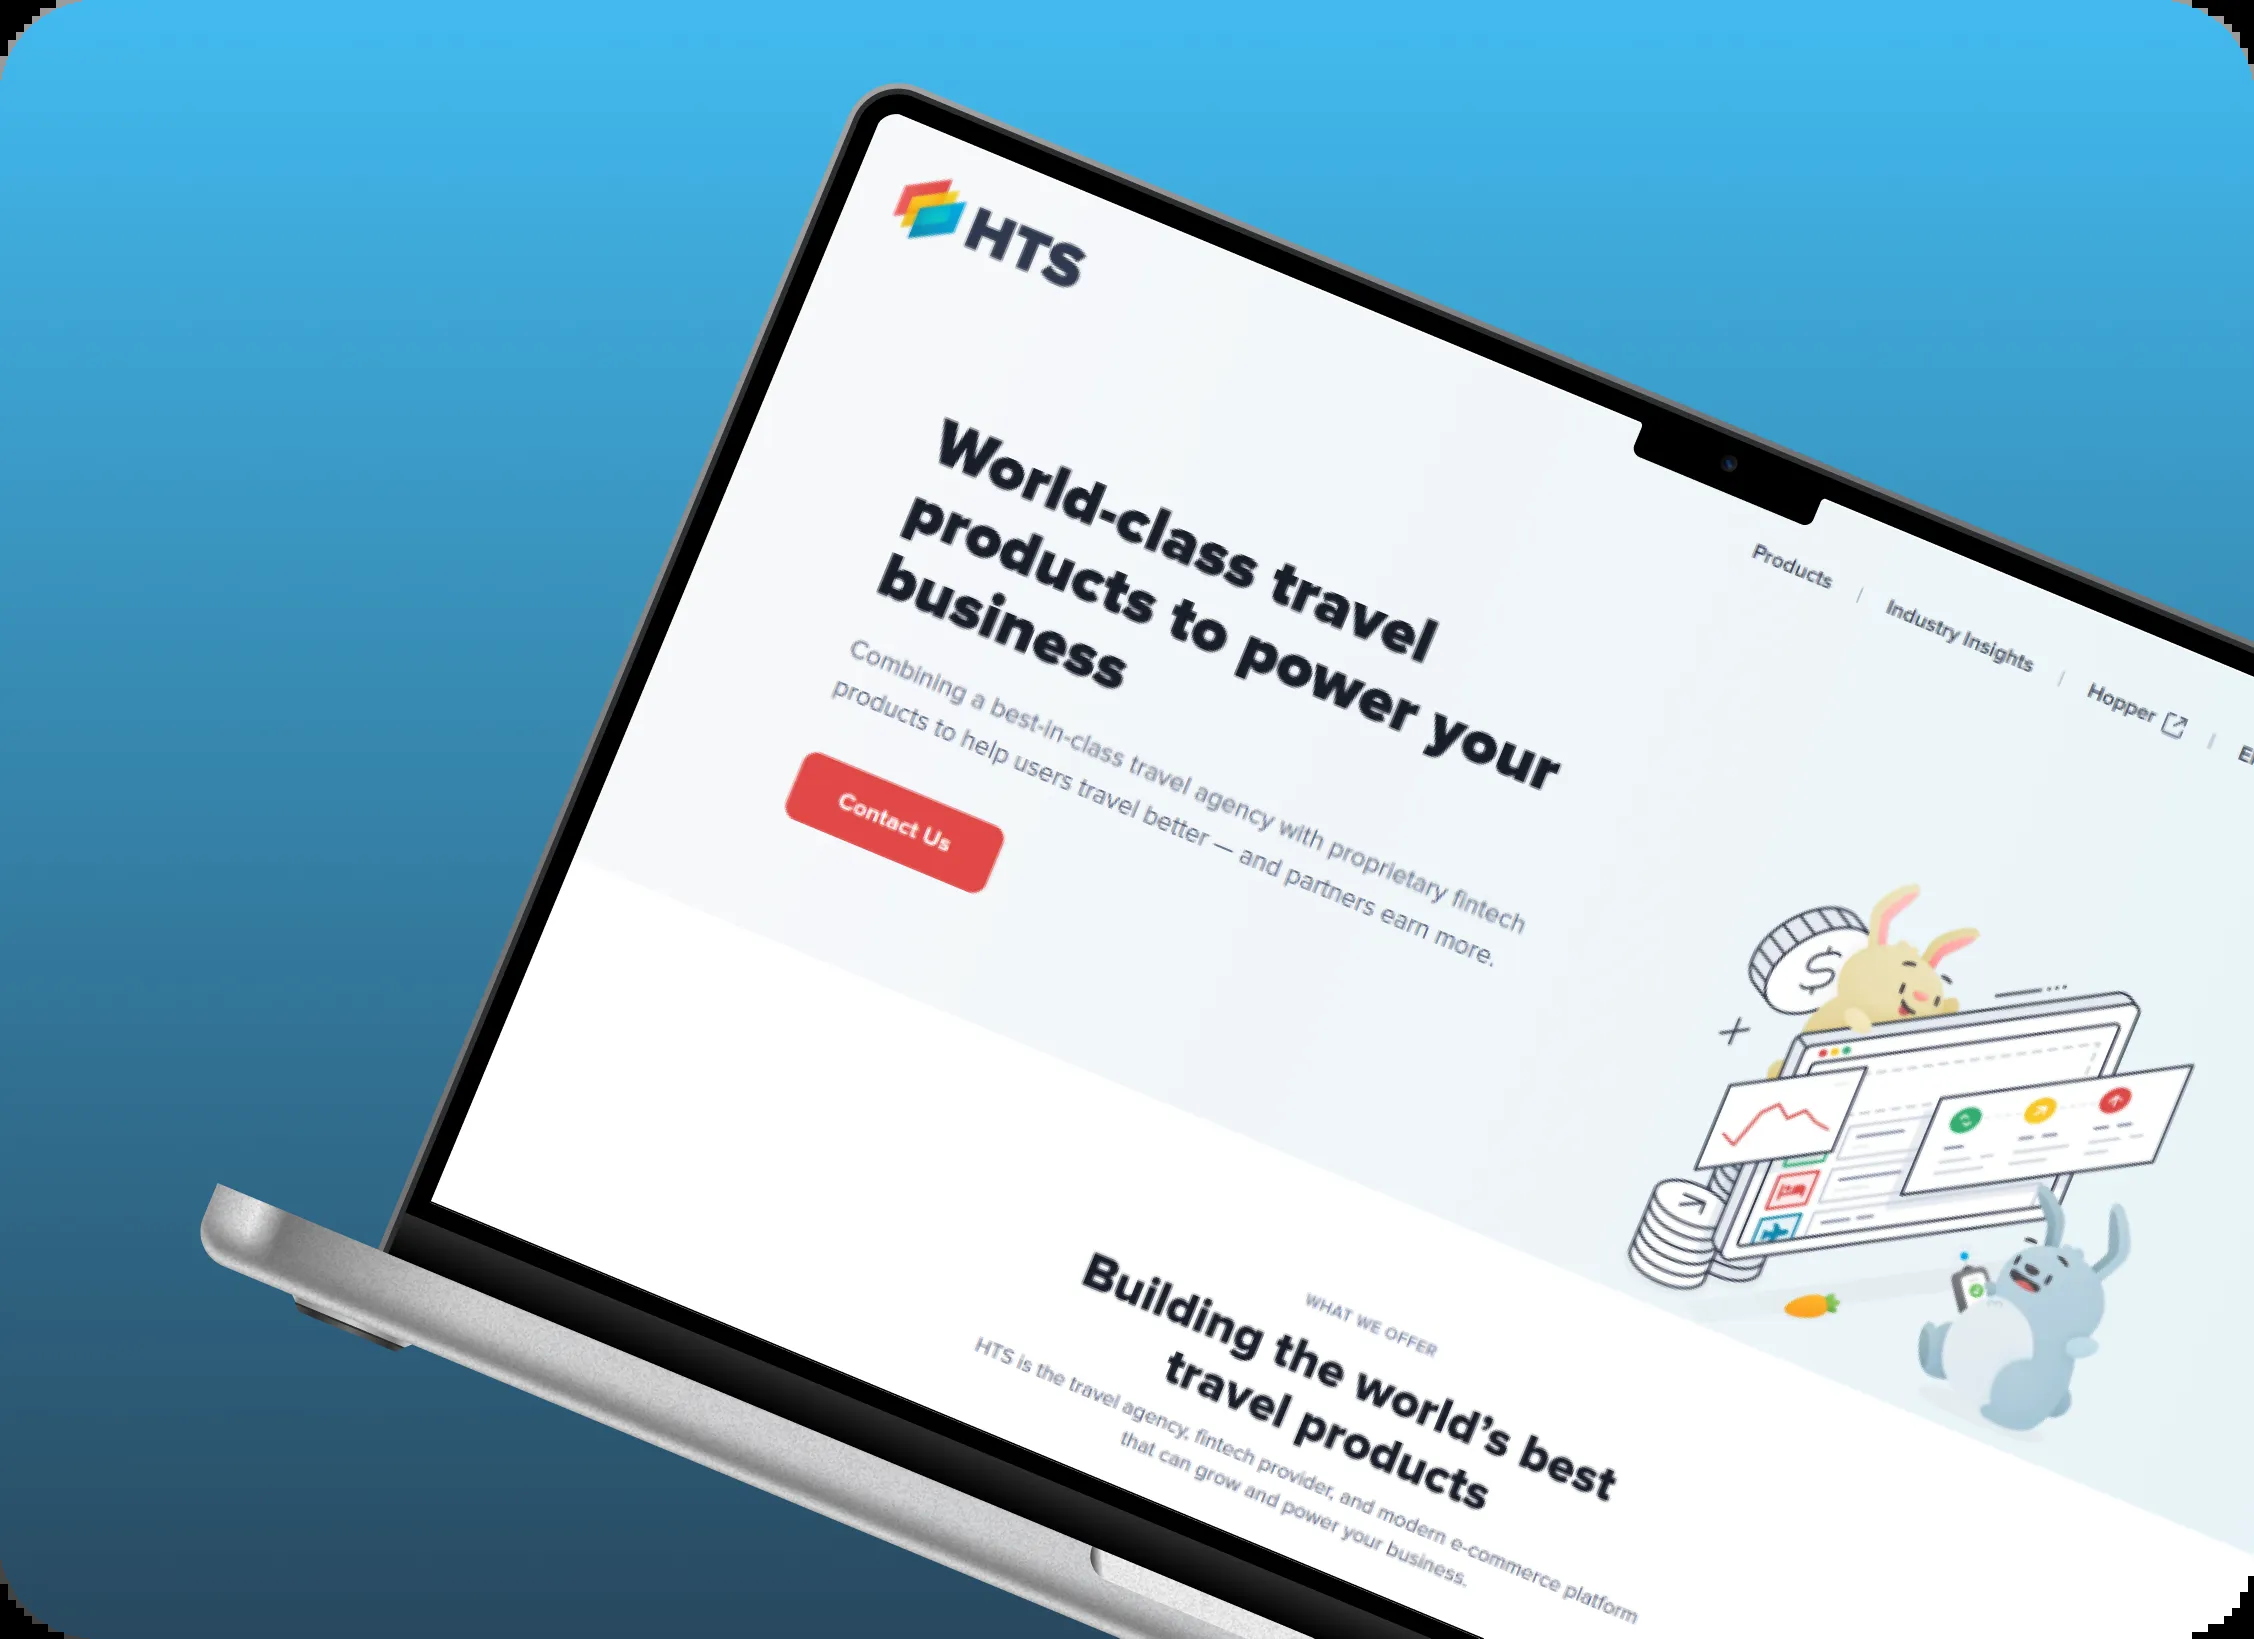 HTS
Products | Industry Insights | Hopper
World-class travel
products to power your
business
Combining a best-in-class travel agency with proprietary fintech
products to help users travel better — and partners earn more.
Contact Us
$
WHAT WE OFFER
Building the world’s best
travel products
HTS is the travel agency, fintech provider, and modern e-commerce platform
that can grow and power your business.